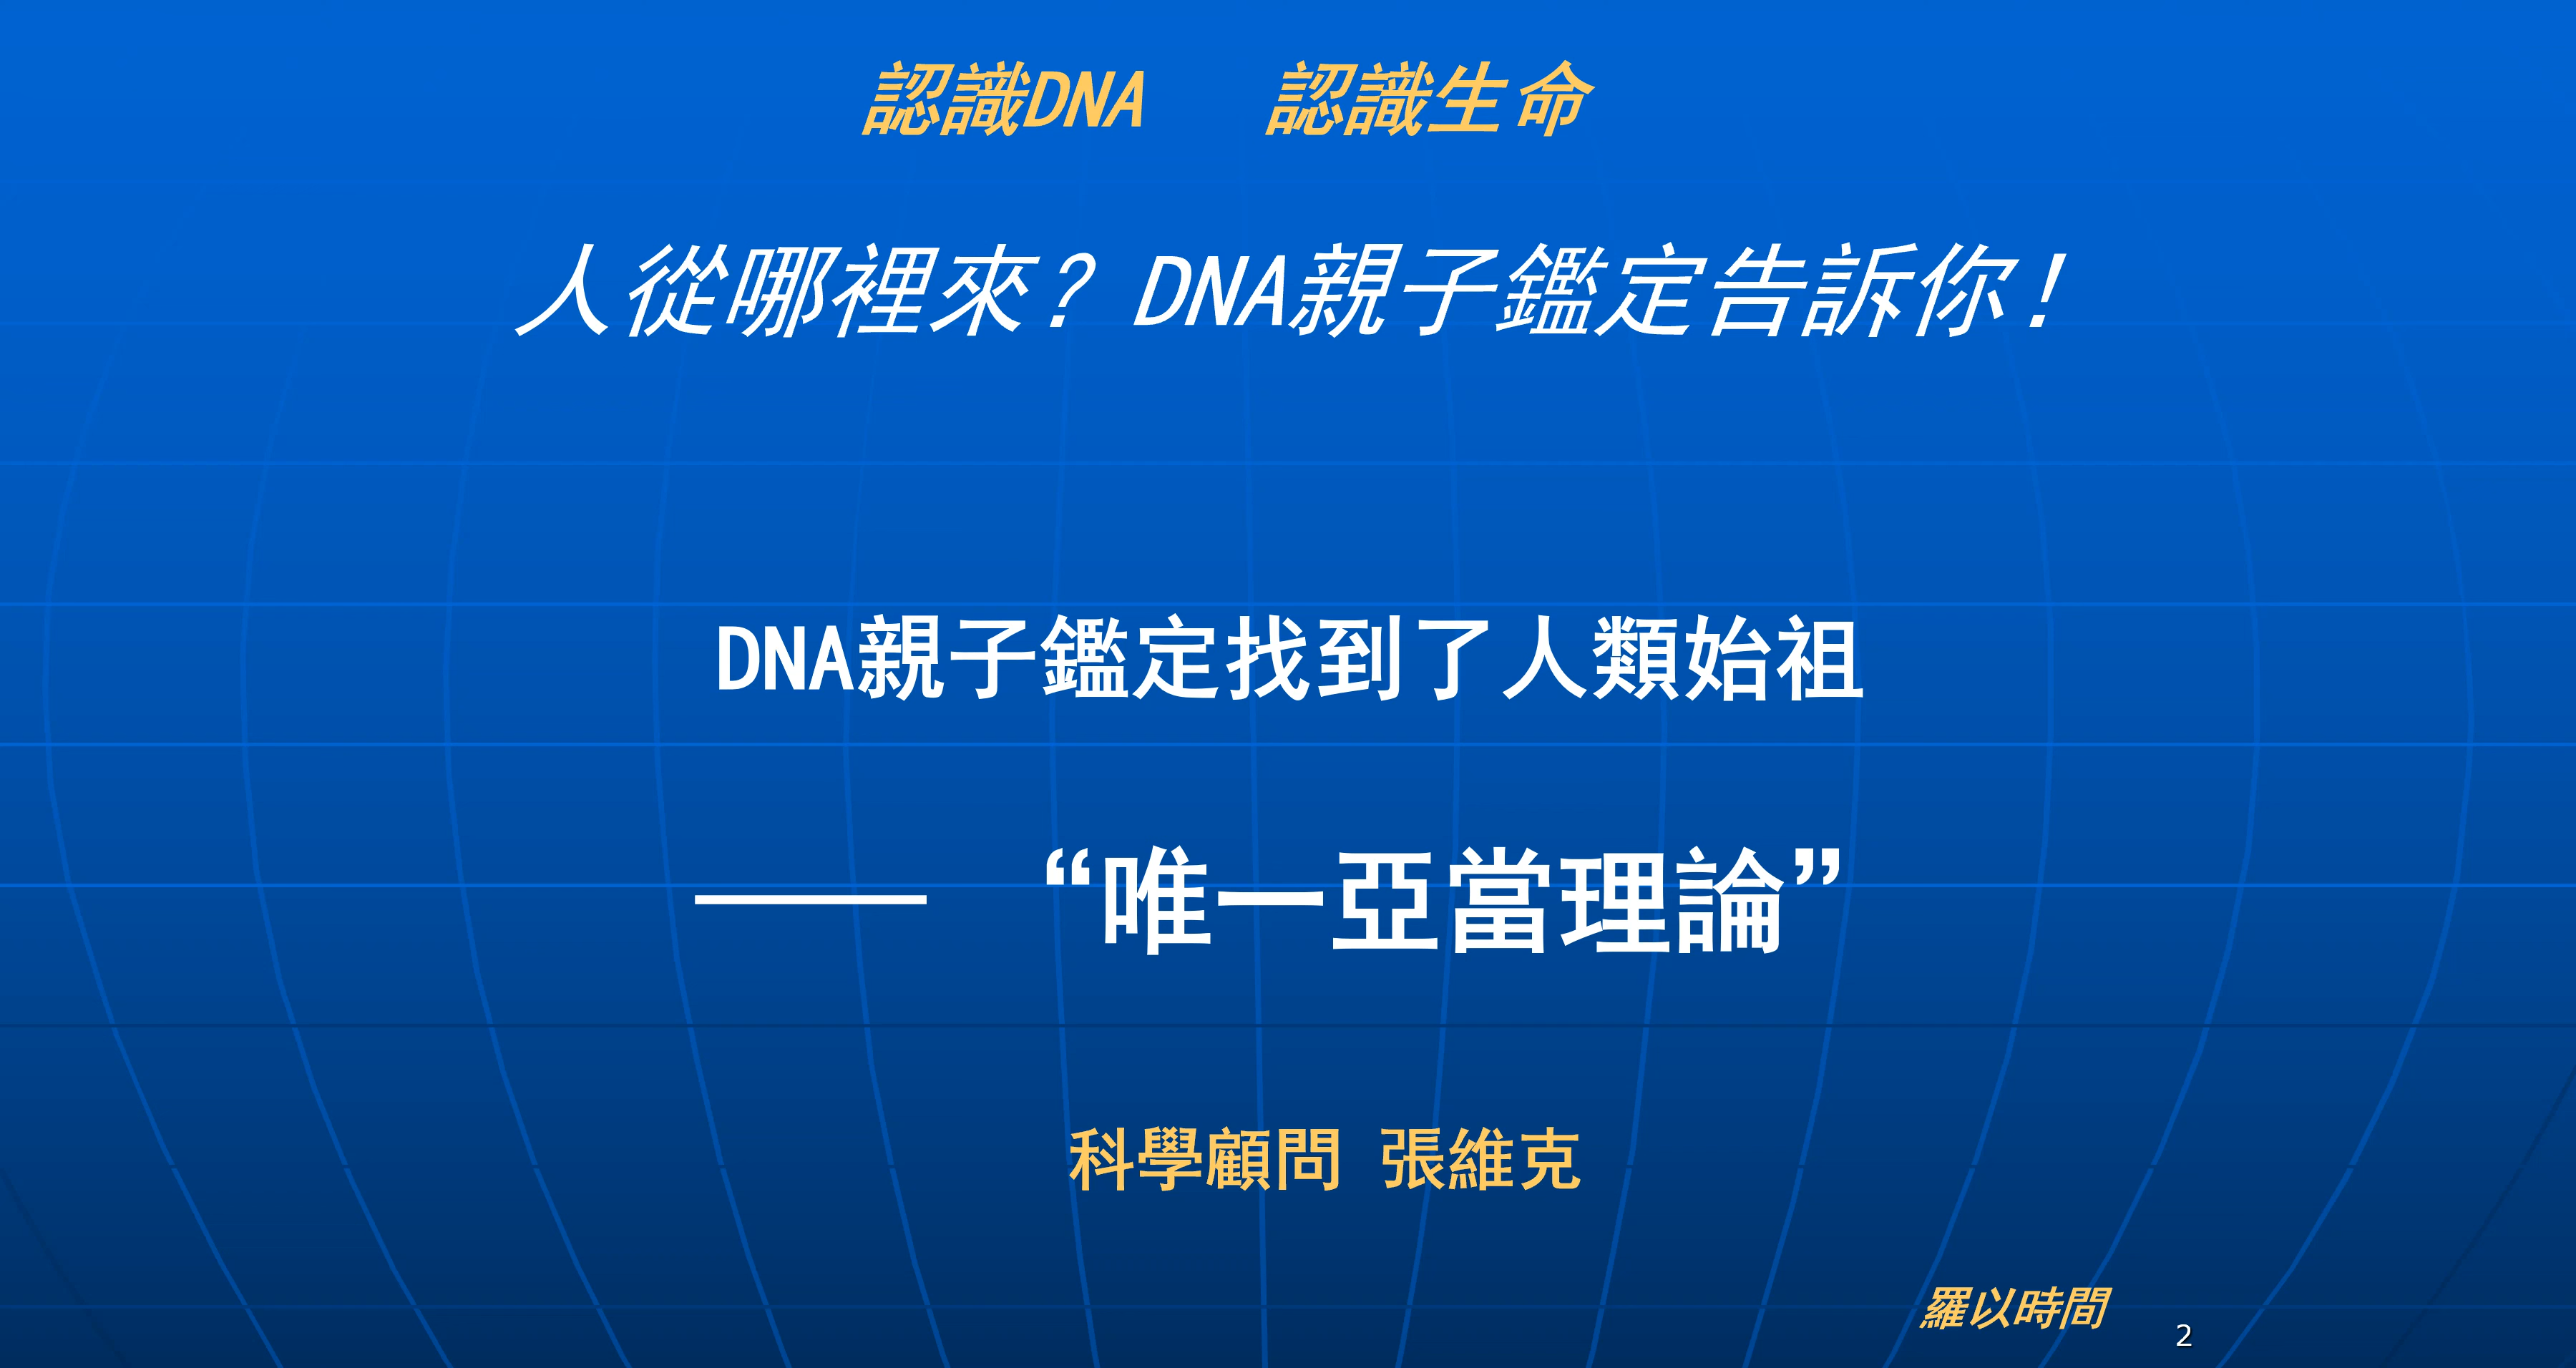 認識DNA　認識生命
人從哪裡來？DNA親子鑑定告訴你！
DNA親子鑑定找到了人類始祖
—— “唯一亞當理論”
科學顧問 張維克
羅以時間
2